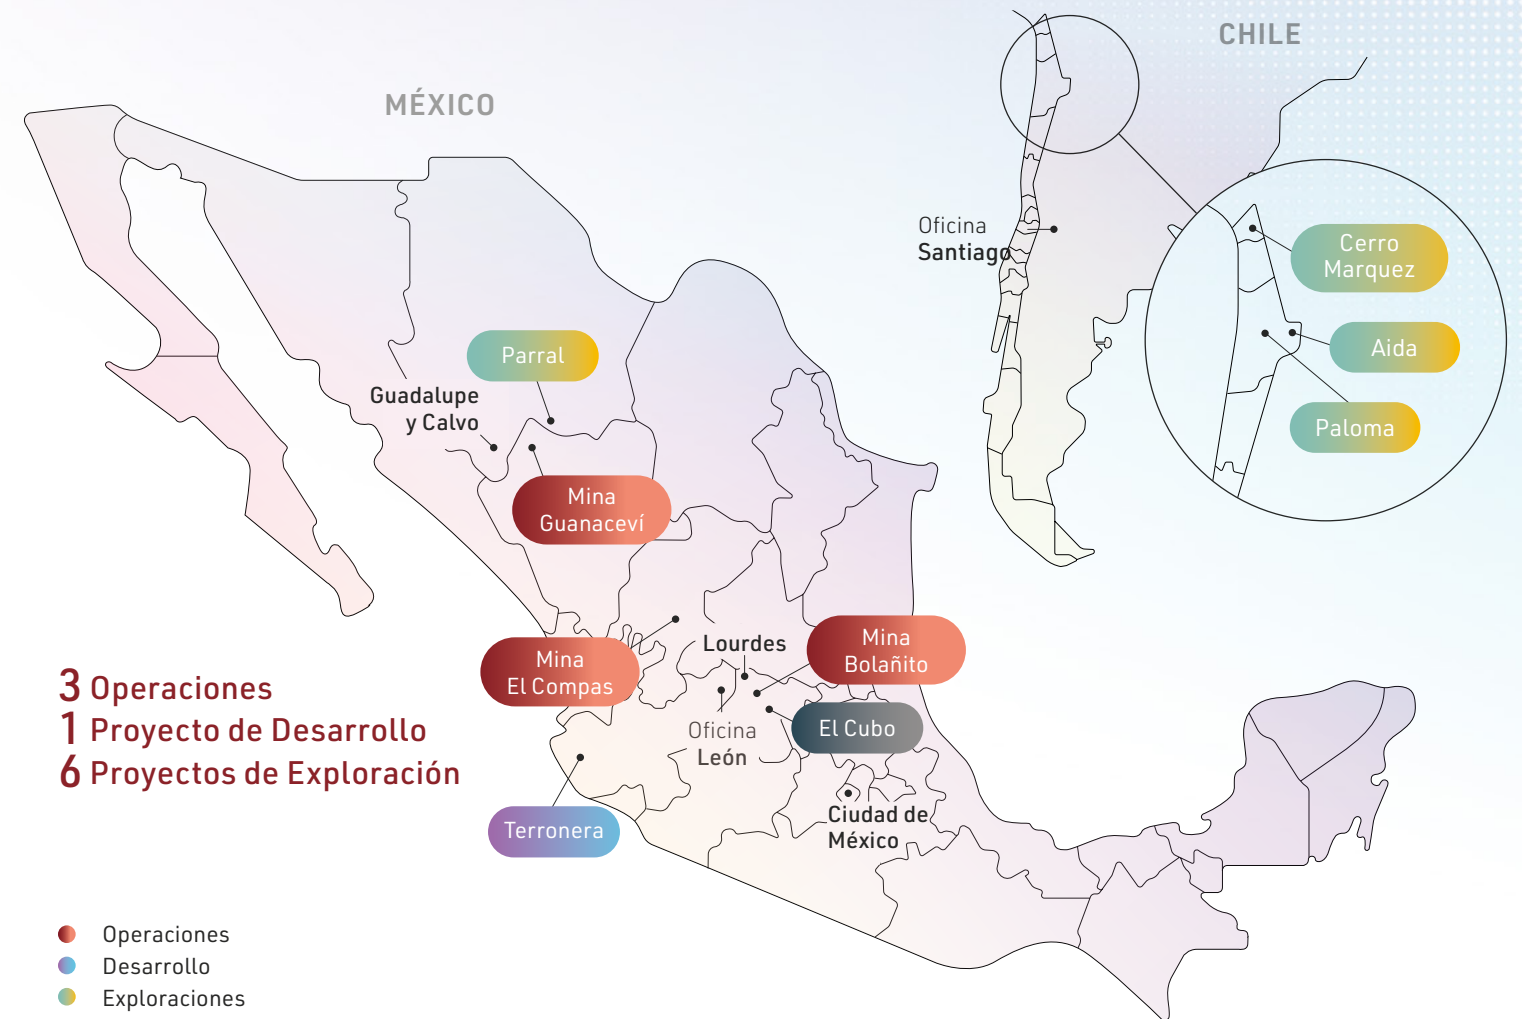 MÉXICO
CHILE
Oficina
Santiago
Cerro
Marquez
Aida
Paloma
Parral
Guadalupe
y Calvo
Mina
Guanaceví
Mina
El Compas
Lourdes
Mina
Bolañito
Oficina
León
El Cubo
Terronera
Ciudad de
México
3 Operaciones
1 Proyecto de Desarrollo
6 Proyectos de Exploración
Operaciones
Desarrollo
Exploraciones